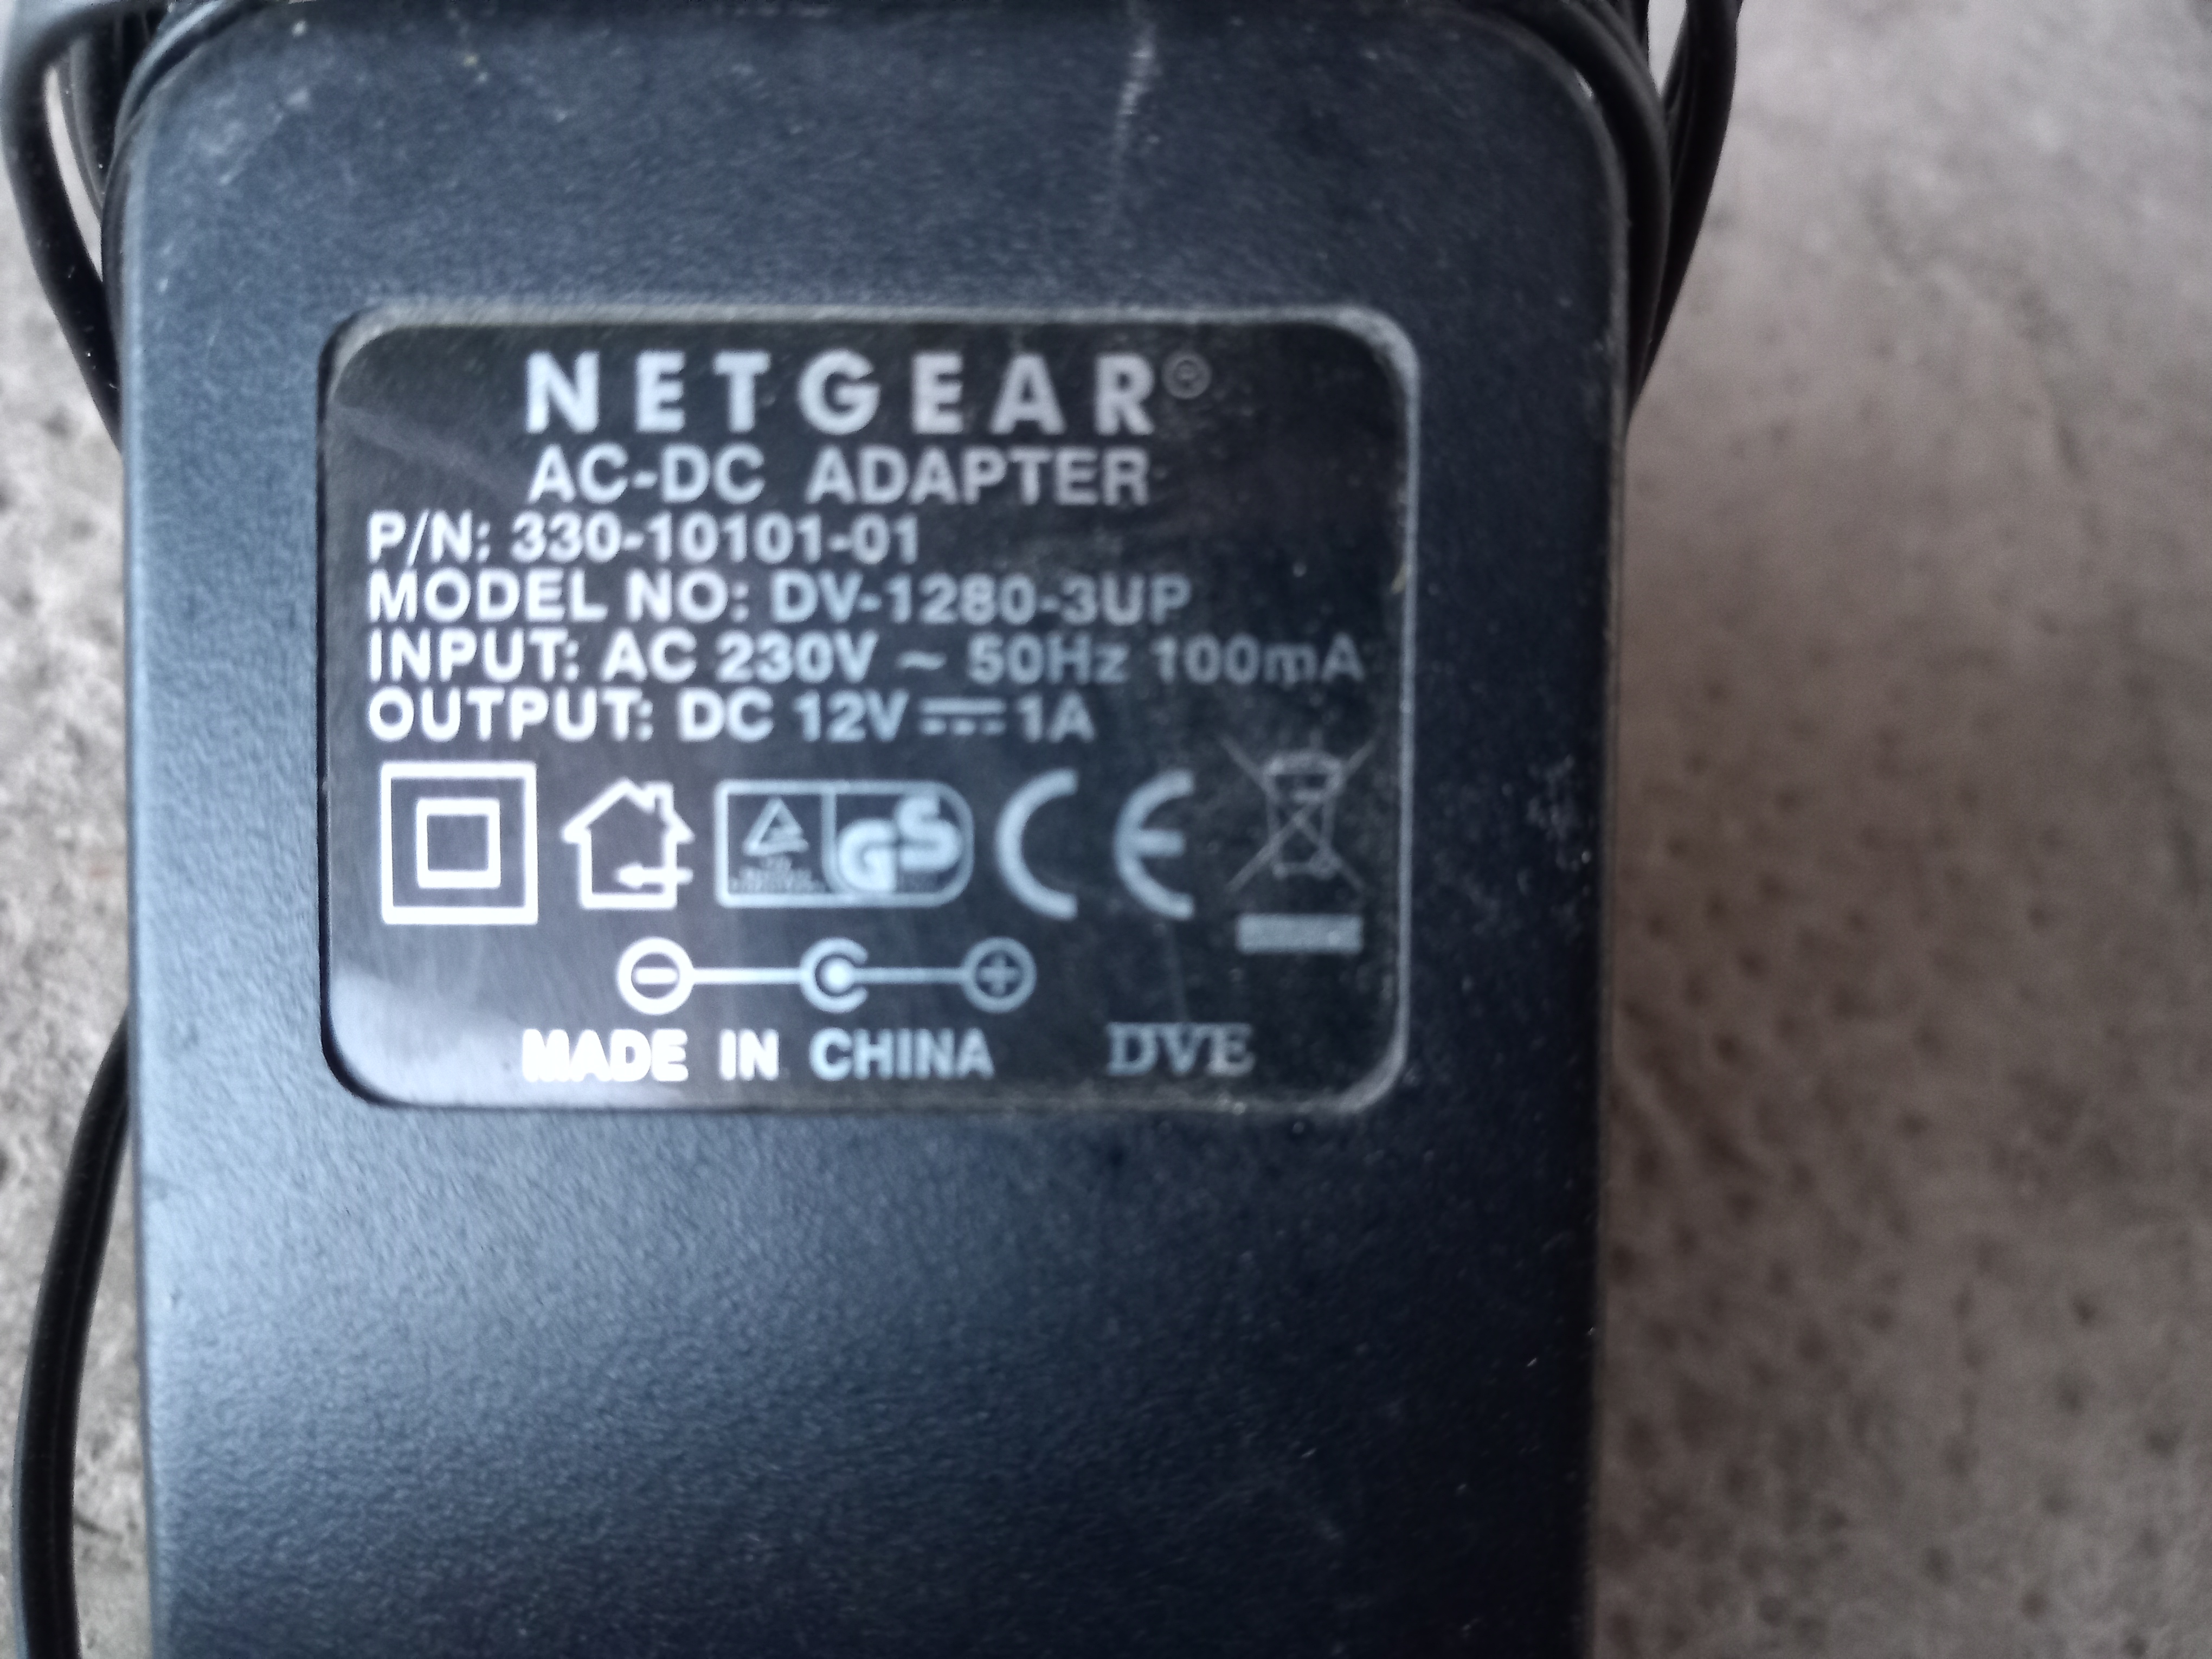 NETGEAR®
AC-DC ADAPTER
P/N: 330-10101-01
MODEL NO: DV-1280-3UP
INPUT: AC 230V ~ 50Hz 100mA
OUTPUT: DC 12V ⎓ 1A
GS CE
MADE IN CHINA DVE